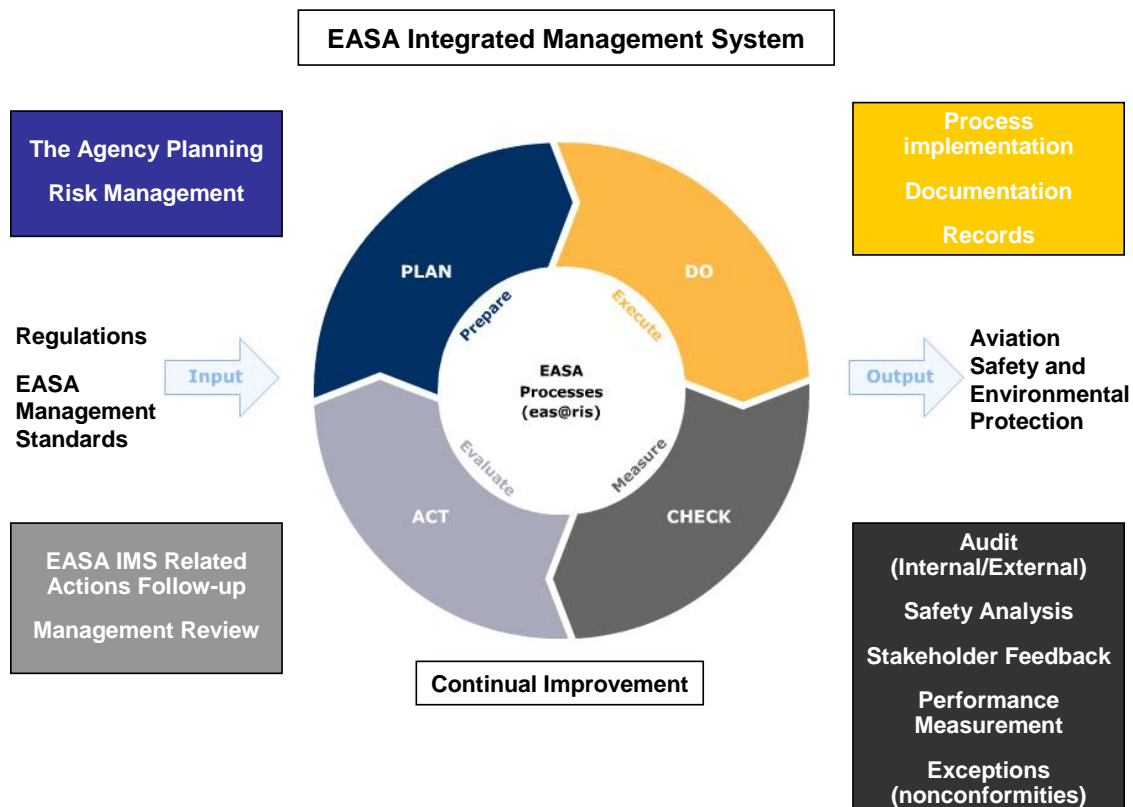 EASA Integrated Management System
The Agency Planning
Risk Management
Process
implementation
Documentation
Records
PLAN
DO
Prepare
Execute
Regulations
EASA
Management
Standards
Input
EASA
Processes
(eas@ris)
Output
Aviation
Safety and
Environmental
Protection
Evaluate
Measure
ACT
CHECK
EASA IMS Related
Actions Follow-up
Management Review
Audit
(Internal/External)
Safety Analysis
Stakeholder Feedback
Performance
Measurement
Exceptions
(nonconformities)
Continual Improvement